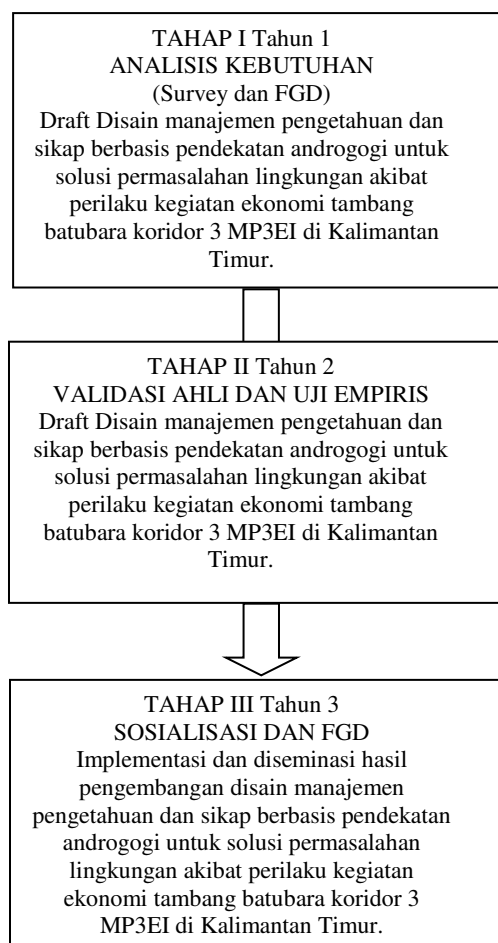 TAHAP I Tahun 1
ANALISIS KEBUTUHAN
(Survey dan FGD)
Draft Disain manajemen pengetahuan dan
sikap berbasis pendekatan androgogi untuk
solusi permasalahan lingkungan akibat
perilaku kegiatan ekonomi tambang
batubara koridor 3 MP3EI di Kalimantan
Timur.
TAHAP II Tahun 2
VALIDASI AHLI DAN UJI EMPIRIS
Draft Disain manajemen pengetahuan dan
sikap berbasis pendekatan androgogi untuk
solusi permasalahan lingkungan akibat
perilaku kegiatan ekonomi tambang
batubara koridor 3 MP3EI di Kalimantan
Timur.
TAHAP III Tahun 3
SOSIALISASI DAN FGD
Implementasi dan diseminasi hasil
pengembangan disain manajemen
pengetahuan dan sikap berbasis pendekatan
androgogi untuk solusi permasalahan
lingkungan akibat perilaku kegiatan
ekonomi tambang batubara koridor 3
MP3EI di Kalimantan Timur.